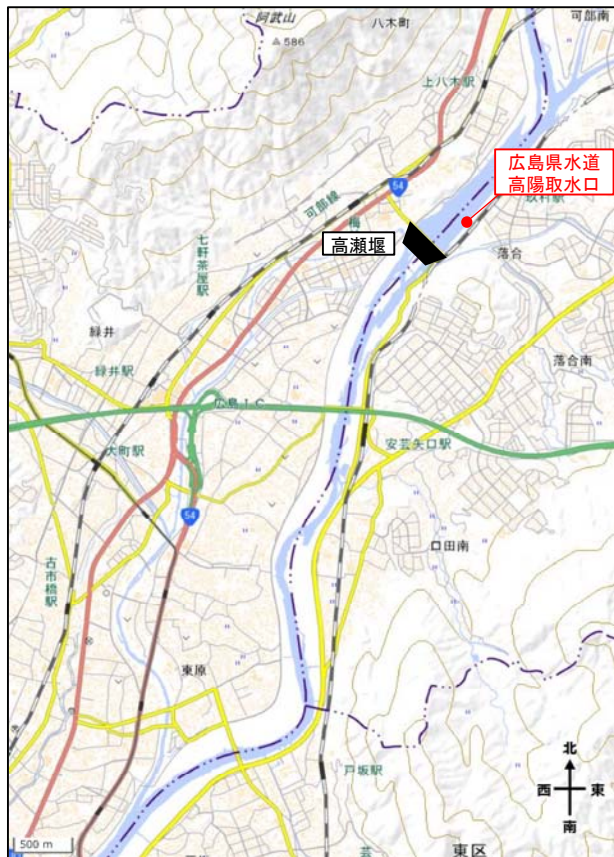 阿武山
586
八木町
可部南
上八木駅
広島県水道
高陽取水口
54
可部線
梅
高瀬堰
落合
七軒茶屋駅
緑井
緑井駅
落合南
広島IC
大町駅
安芸矢口駅
54
口田南
古市橋駅
東原
戸坂駅
北
西
東
南
500 m
芸
東区
54